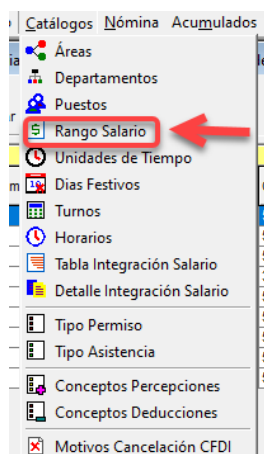 Catálogos Nómina Acumulados
Áreas
Departamentos
Puestos
Rango Salario
Unidades de Tiempo
Dias Festivos
Turnos
Horarios
Tabla Integración Salario
Detalle Integración Salario
Tipo Permiso
Tipo Asistencia
Conceptos Percepciones
Conceptos Deducciones
Motivos Cancelación CFDI